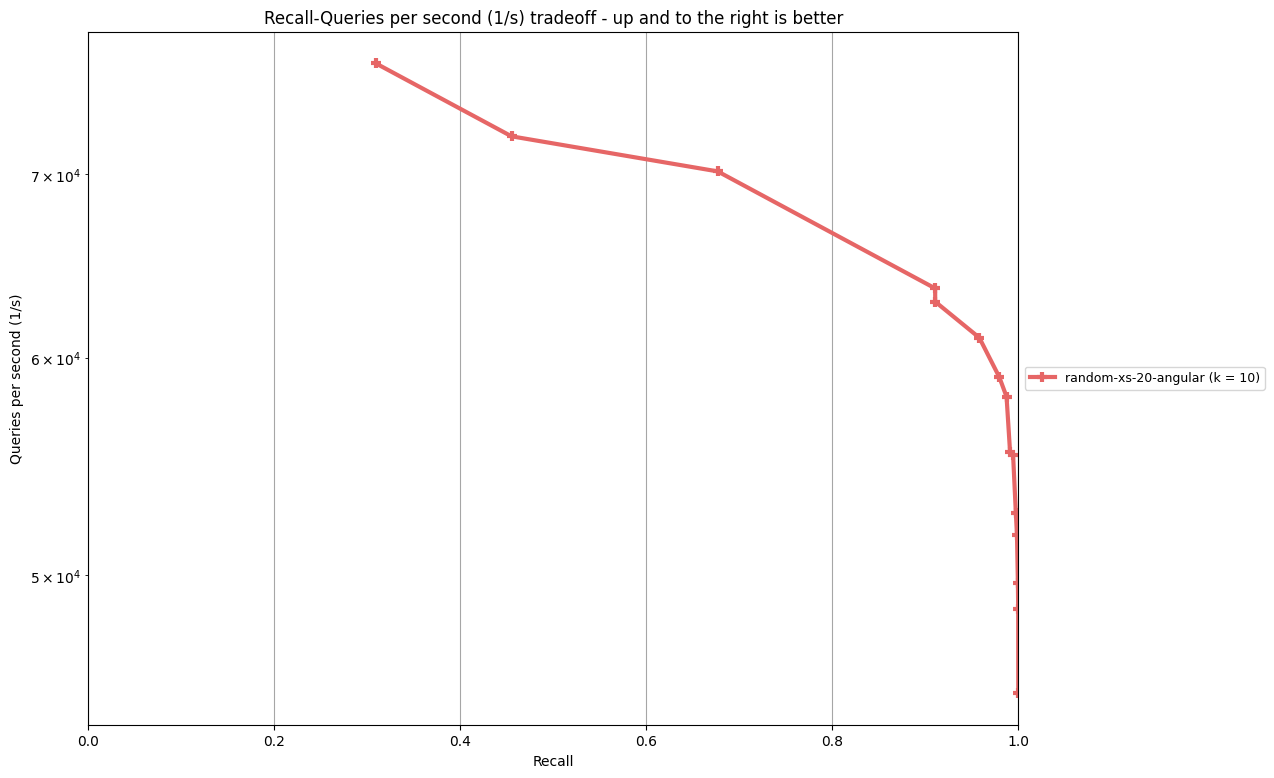 Recall-Queries per second (1/s) tradeoff - up and to the right is better
Queries per second (1/s)
7 × 10⁴
6 × 10⁴
5 × 10⁴
random-xs-20-angular (k = 10)
0.0 0.2 0.4 0.6 0.8 1.0
Recall